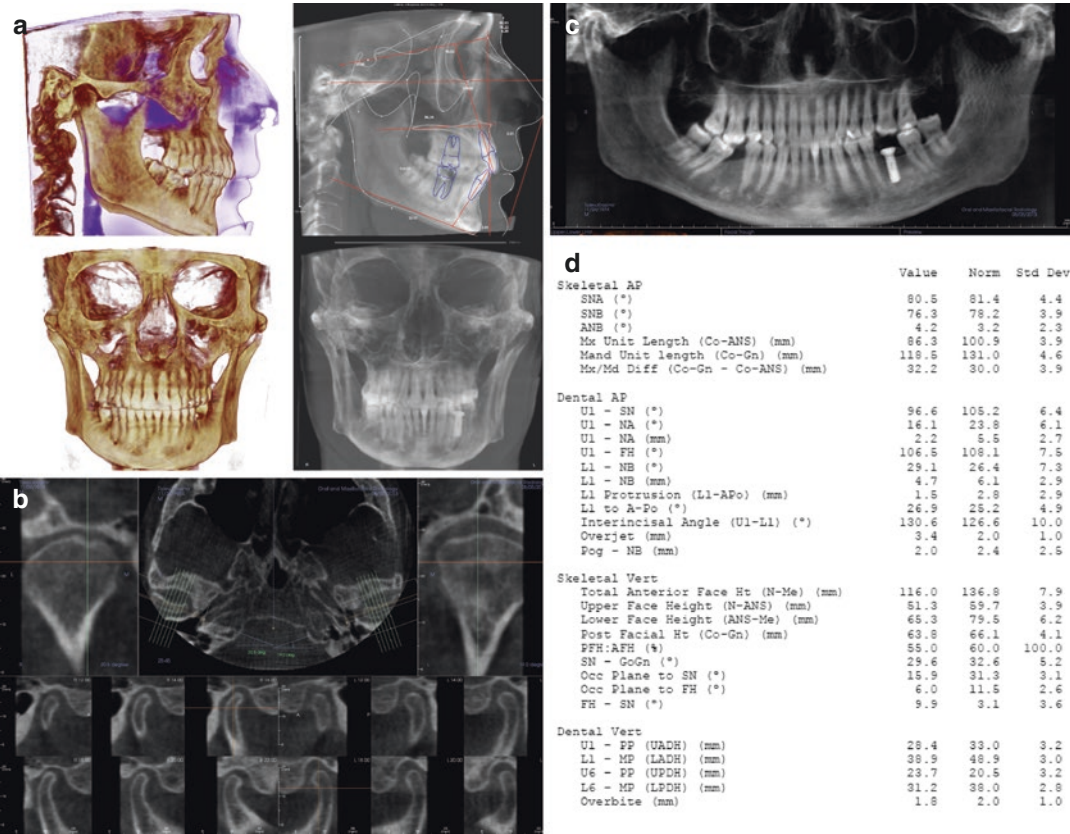 a
c
b
d
Value Norm Std Dev
Skeletal AP
SNA (°) 80.5 81.4 4.4
SNB (°) 76.3 78.2 3.9
ANB (°) 4.2 3.2 2.3
Mx Unit Length (Co-ANS) (mm) 86.3 100.9 3.9
Mand Unit length (Co-Gn) (mm) 118.5 131.0 4.6
Mx/Md Diff (Co-Gn - Co-ANS) (mm) 32.2 30.0 3.9
Dental AP
U1 - SN (°) 96.6 105.2 6.4
U1 - NA (°) 16.1 23.8 6.1
U1 - NA (mm) 2.2 5.5 2.7
U1 - FH (°) 106.5 108.1 7.5
L1 - NB (°) 29.1 26.4 7.3
L1 - NB (mm) 4.7 6.1 2.9
L1 Protrusion (L1-APo) (mm) 1.5 2.8 2.9
L1 to A-Po (°) 26.9 25.2 4.9
Interincisal Angle (U1-L1) (°) 130.6 126.6 10.0
Overjet (mm) 3.4 2.0 1.0
Pog - NB (mm) 2.0 2.4 2.5
Skeletal Vert
Total Anterior Face Ht (N-Me) (mm) 116.0 136.8 7.9
Upper Face Height (N-ANS) (mm) 51.3 59.7 3.9
Lower Face Height (ANS-Me) (mm) 65.3 79.5 6.2
Post Facial Ht (Co-Gn) (mm) 63.8 66.1 4.1
PFH:AFH (%) 55.0 60.0 100.0
SN - GoGn (°) 29.6 32.6 5.2
Occ Plane to SN (°) 15.9 31.3 3.1
Occ Plane to FH (°) 6.0 11.5 2.6
FH - SN (°) 9.9 3.1 3.6
Dental Vert
U1 - PP (UADH) (mm) 28.4 33.0 3.2
L1 - MP (LADH) (mm) 38.9 48.9 3.0
U6 - PP (UPDH) (mm) 23.7 20.5 3.2
L6 - MP (LPDH) (mm) 31.2 38.0 2.8
Overbite (mm) 1.8 2.0 1.0